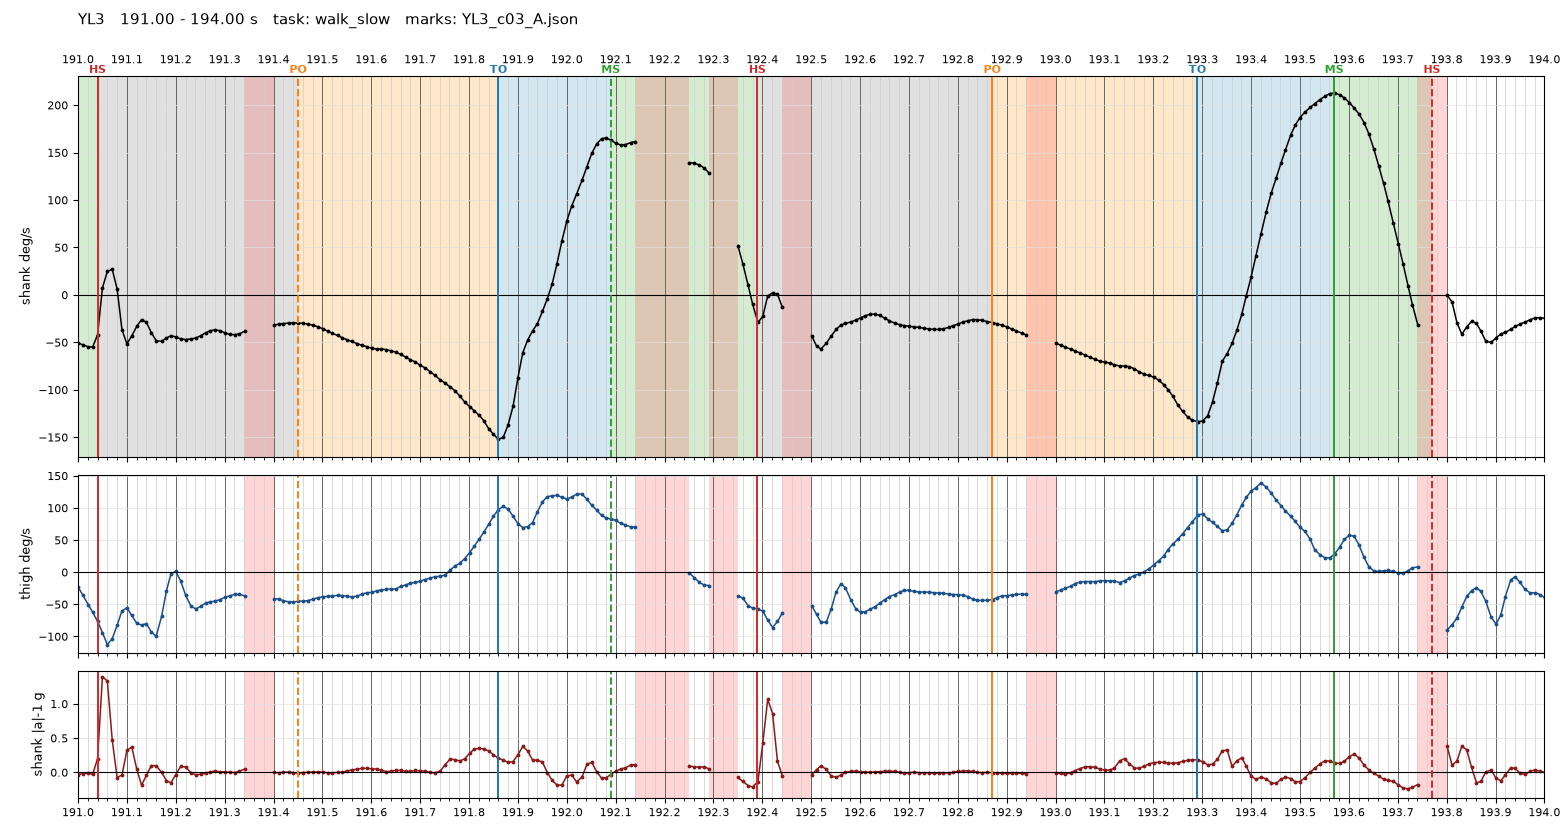 YL3   191.00 - 194.00 s   task: walk_slow   marks: YL3_c03_A.json
191.0 191.1 191.2 191.3 191.4 191.5 191.6 191.7 191.8 191.9 192.0 192.1 192.2 192.3 192.4 192.5 192.6 192.7 192.8 192.9 193.0 193.1 193.2 193.3 193.4 193.5 193.6 193.7 193.8 193.9 194.0
HS PO TO MS HS PO TO MS HS
shank deg/s
200
150
100
50
0
−50
−100
−150
thigh deg/s
150
100
50
0
−50
−100
shank |a|-1 g
1.0
0.5
0.0
191.0 191.1 191.2 191.3 191.4 191.5 191.6 191.7 191.8 191.9 192.0 192.1 192.2 192.3 192.4 192.5 192.6 192.7 192.8 192.9 193.0 193.1 193.2 193.3 193.4 193.5 193.6 193.7 193.8 193.9 194.0